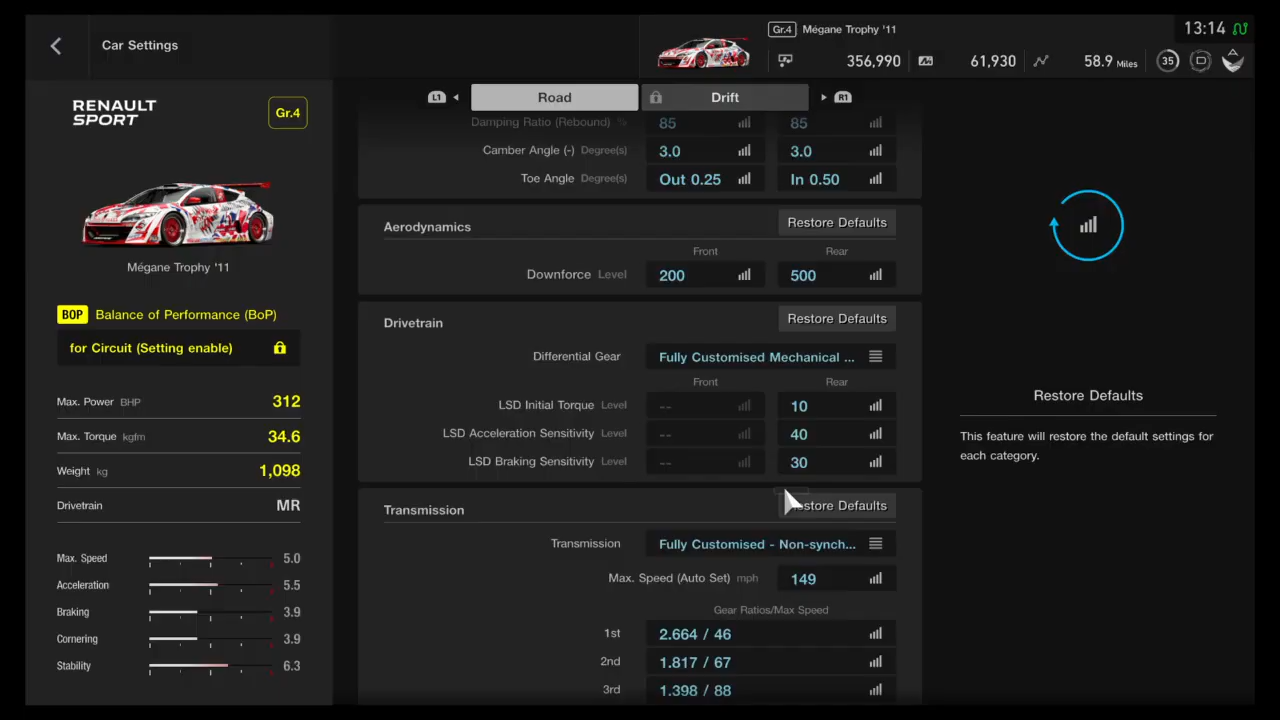 Car Settings
Gr.4 Mégane Trophy '11
13:14
356,990 61,930 58.9 Miles 35 D
L1 Road Drift R1
RENAULT
SPORT
Gr.4
Mégane Trophy '11
BOP Balance of Performance (BoP)
for Circuit (Setting enable)
Max. Power BHP 312
Max. Torque kgfm 34.6
Weight kg 1,098
Drivetrain MR
Max. Speed 5.0
Acceleration 5.5
Braking 3.9
Cornering 3.9
Stability 6.3
Damping Ratio (Rebound) % 85 85
Camber Angle (-) Degree(s) 3.0 3.0
Toe Angle Degree(s) Out 0.25 In 0.50
Aerodynamics Restore Defaults
Front Rear
Downforce Level 200 500
Drivetrain Restore Defaults
Differential Gear Fully Customised Mechanical ...
Front Rear
LSD Initial Torque Level -- 10
LSD Acceleration Sensitivity Level -- 40
LSD Braking Sensitivity Level -- 30
Transmission Restore Defaults
Transmission Fully Customised - Non-synch...
Max. Speed (Auto Set) mph 149
Gear Ratios/Max Speed
1st 2.664 / 46
2nd 1.817 / 67
3rd 1.398 / 88
Restore Defaults
This feature will restore the default settings for
each category.